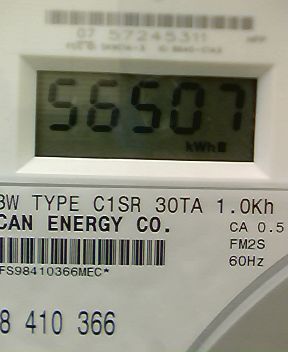 07 57245311
56507
kWh
3W TYPE C1SR 30TA 1.0Kh
CAN ENERGY CO.
CA 0.5
FM2S
FS98410366MEC*
60Hz
8 410 366